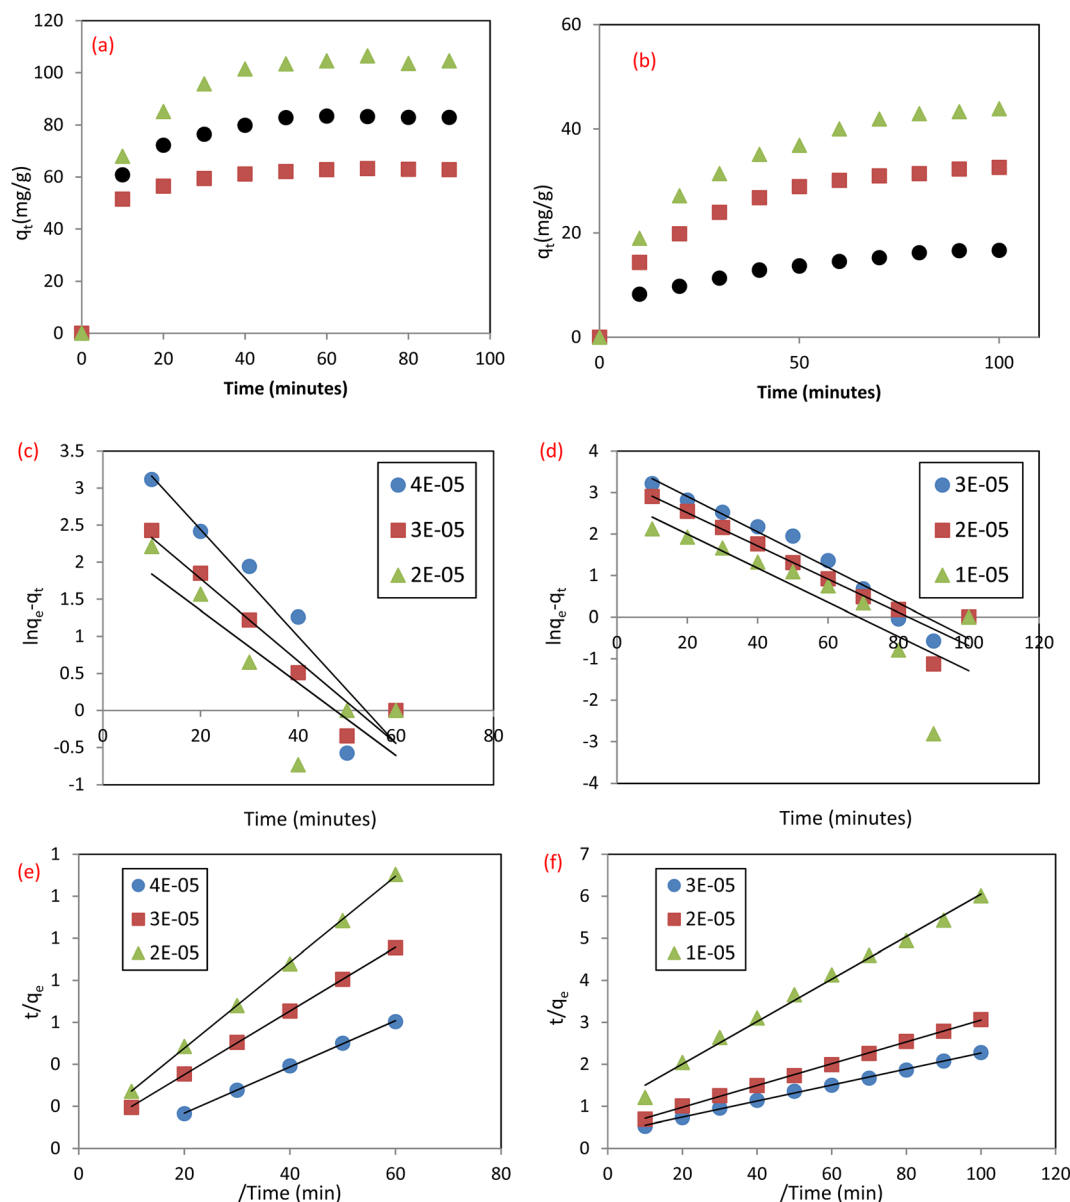 (a)
120
100
80
60
40
20
0
qt(mg/g)
0 20 40 60 80 100
Time (minutes)
(b)
60
40
20
0
qt(mg/g)
0 50 100
Time (minutes)
(c)
3.5
3
2.5
2
1.5
1
0.5
0
-0.5
-1
lnqe-qt
4E-05
3E-05
2E-05
0 20 40 60 80
Time (minutes)
(d)
4
3
2
1
0
-1
-2
-3
-4
lnqe-qt
3E-05
2E-05
1E-05
0 20 40 60 80 100 120
Time (minutes)
(e)
1
1
1
1
1
0
0
0
t/qe
4E-05
3E-05
2E-05
0 20 40 60 80
/Time (min)
(f)
7
6
5
4
3
2
1
0
t/qe
3E-05
2E-05
1E-05
0 20 40 60 80 100 120
/Time (min)